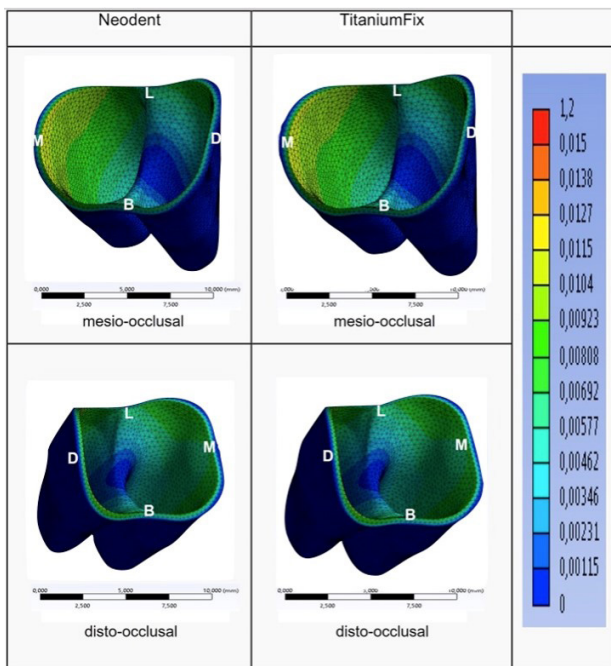 Neodent
TitaniumFix
L
M
D
B
0,000 5,000 10,000 (mm)
2,500 7,500
mesio-occlusal
L
M
D
B
2,500 7,500
mesio-occlusal
L
D
M
B
0,000 5,000 10,000 (mm)
2,500 7,500
disto-occlusal
L
D
M
B
2,500 7,500
disto-occlusal
1,2
0,015
0,0138
0,0127
0,0115
0,0104
0,00923
0,00808
0,00692
0,00577
0,00462
0,00346
0,00231
0,00115
0